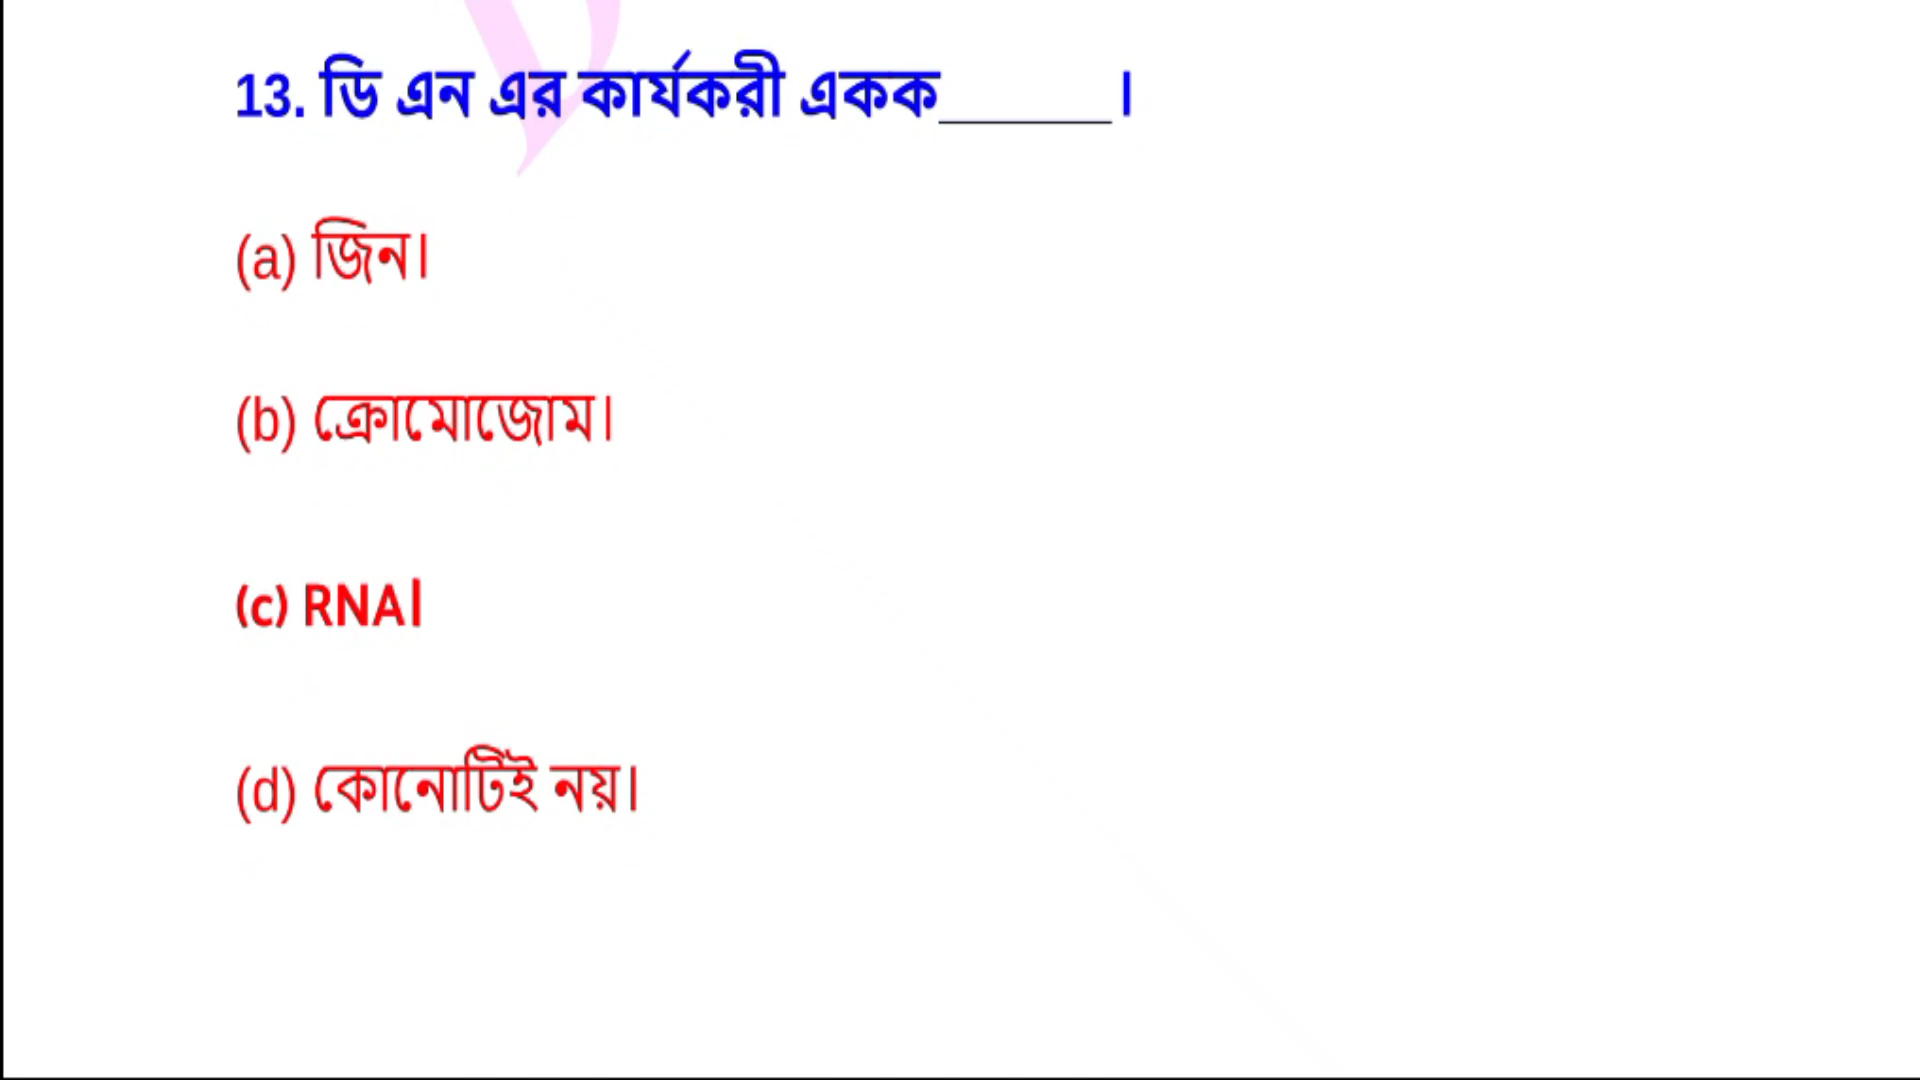 13. ডি এন এর কার্যকরী একক______।
(a) জিন।
(b) ক্রোমোজোম।
(c) RNA।
(d) কোনোটিই নয়।